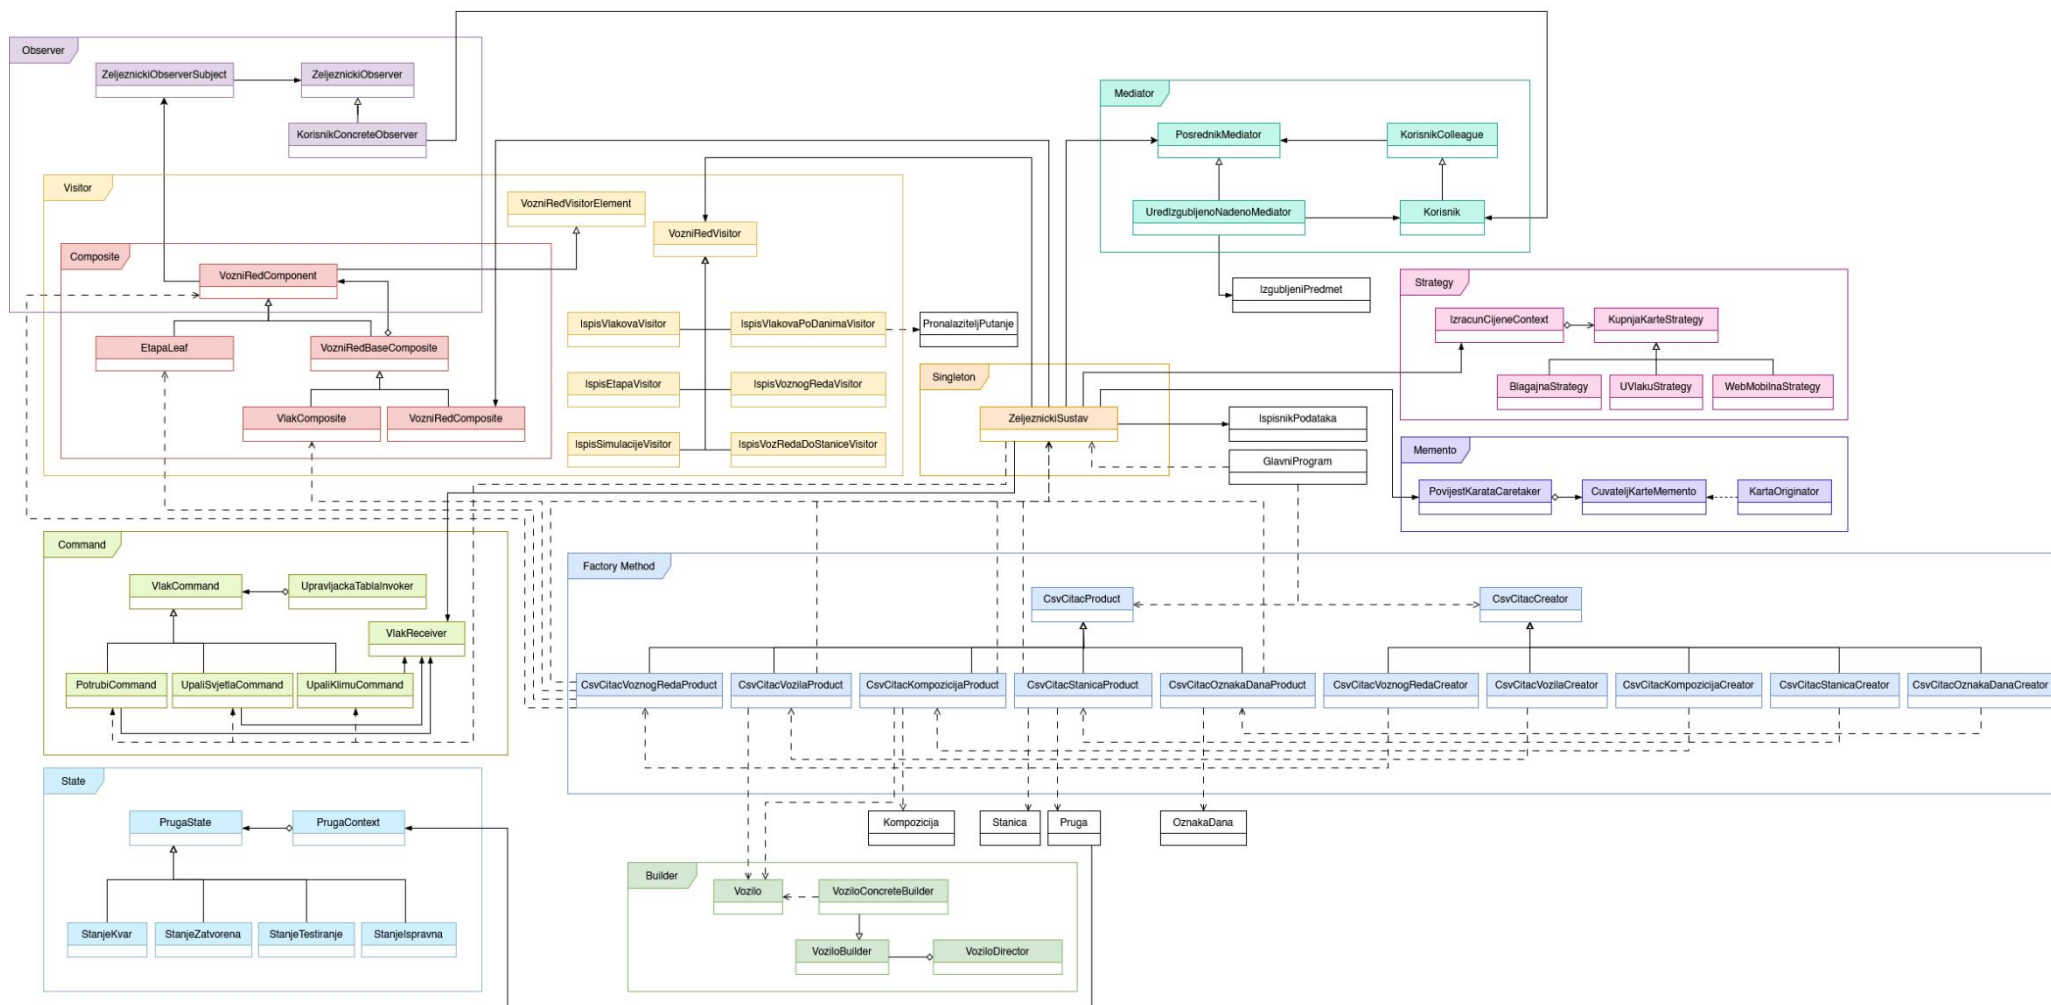 Observer
ZeljeznickiObserverSubject
ZeljeznickiObserver
KorisnikConcreteObserver
Mediator
PosrednikMediator
KorisnikColleague
UredIzgubljenoNadenoMediator
Korisnik
IzgubljeniPredmet
Visitor
VozniRedVisitorElement
VozniRedVisitor
Composite
VozniRedComponent
EtapaLeaf
VozniRedBaseComposite
VlakComposite
VozniRedComposite
IspisVlakovaVisitor
IspisVlakovaPoDanimaVisitor
PronalaziteljPutanje
IspisEtapaVisitor
IspisVoznogRedaVisitor
IspisSimulacijeVisitor
IspisVozRedaDoStaniceVisitor
Singleton
ZeljeznickiSustav
IspisnikPodataka
GlavniProgram
Strategy
IzracunCijeneContext
KupnjaKarteStrategy
BlagajnaStrategy
UVlakuStrategy
WebMobilnaStrategy
Memento
PovijestKarataCaretaker
CuvateljKarteMemento
KartaOriginator
Command
VlakCommand
UpravljackaTablaInvoker
VlakReceiver
PotrubiCommand
UpaliSvjetlaCommand
UpaliKlimuCommand
Factory Method
CsvCitacProduct
CsvCitacCreator
CsvCitacVoznogRedaProduct
CsvCitacVozilaProduct
CsvCitacKompozicijaProduct
CsvCitacStanicaProduct
CsvCitacOznakaDanaProduct
CsvCitacVoznogRedaCreator
CsvCitacVozilaCreator
CsvCitacKompozicijaCreator
CsvCitacStanicaCreator
CsvCitacOznakaDanaCreator
State
PrugaState
PrugaContext
StanjeKvar
StanjeZatvorena
StanjeTestiranje
StanjeIspravna
Kompozicija
Stanica
Pruga
OznakaDana
Builder
Vozilo
VoziloConcreteBuilder
VoziloBuilder
VoziloDirector